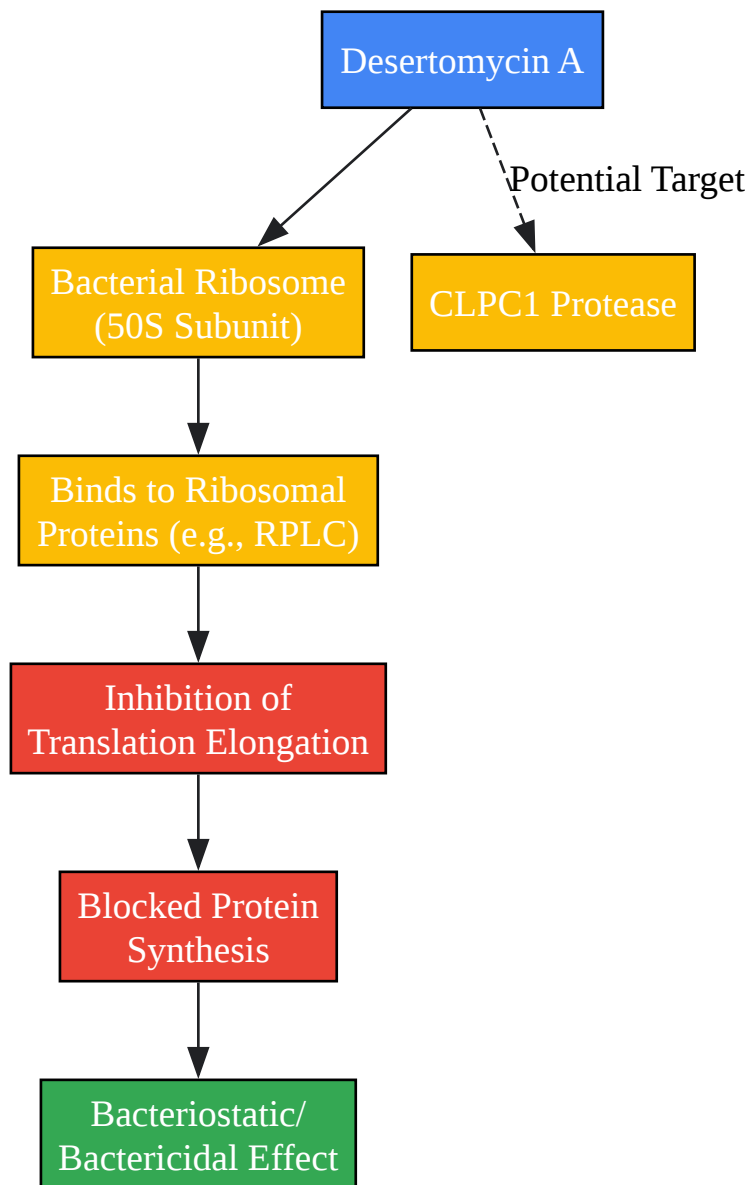 Desertomycin A
Potential Target
Bacterial Ribosome
(50S Subunit)
CLPC1 Protease
Binds to Ribosomal
Proteins (e.g., RPLC)
Inhibition of
Translation Elongation
Blocked Protein
Synthesis
Bacteriostatic/
Bactericidal Effect